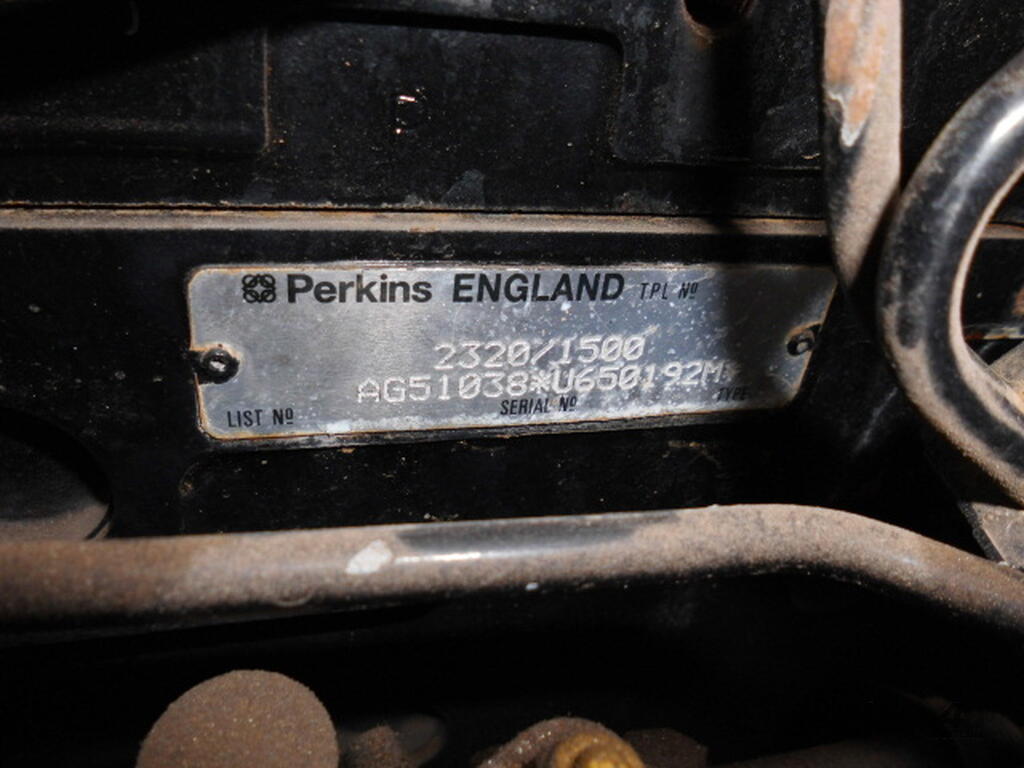 Perkins ENGLAND T.P.L Nº
2320/1500
AG51038*U650192M
LIST Nº SERIAL Nº TYPE